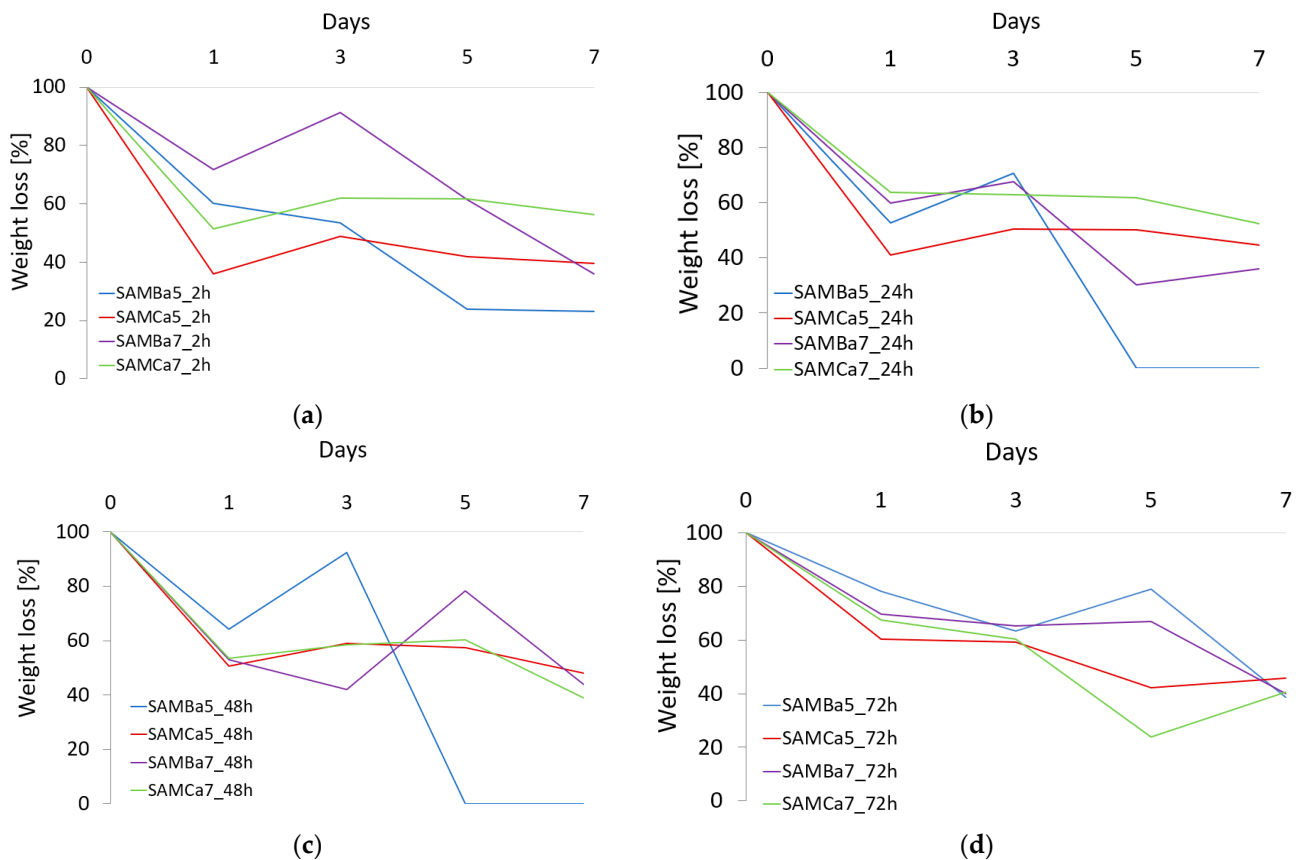 Days
0 1 3 5 7
Weight loss [%]
100
80
60
40
20
0
SAMBa5_2h
SAMCa5_2h
SAMBa7_2h
SAMCa7_2h
(a)
Days
0 1 3 5 7
Weight loss [%]
100
80
60
40
20
0
SAMBa5_24h
SAMCa5_24h
SAMBa7_24h
SAMCa7_24h
(b)
Days
0 1 3 5 7
Weight loss [%]
100
80
60
40
20
0
SAMBa5_48h
SAMCa5_48h
SAMBa7_48h
SAMCa7_48h
(c)
Days
0 1 3 5 7
Weight loss [%]
100
80
60
40
20
0
SAMBa5_72h
SAMCa5_72h
SAMBa7_72h
SAMCa7_72h
(d)